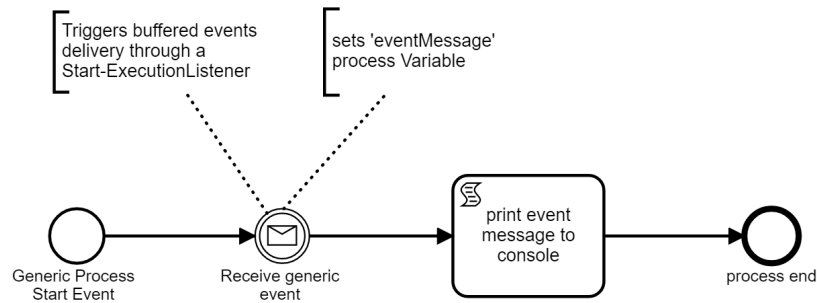 Triggers buffered events
delivery through a
Start-ExecutionListener
sets 'eventMessage'
process Variable
Generic Process
Start Event
Receive generic
event
print event
message to
console
process end